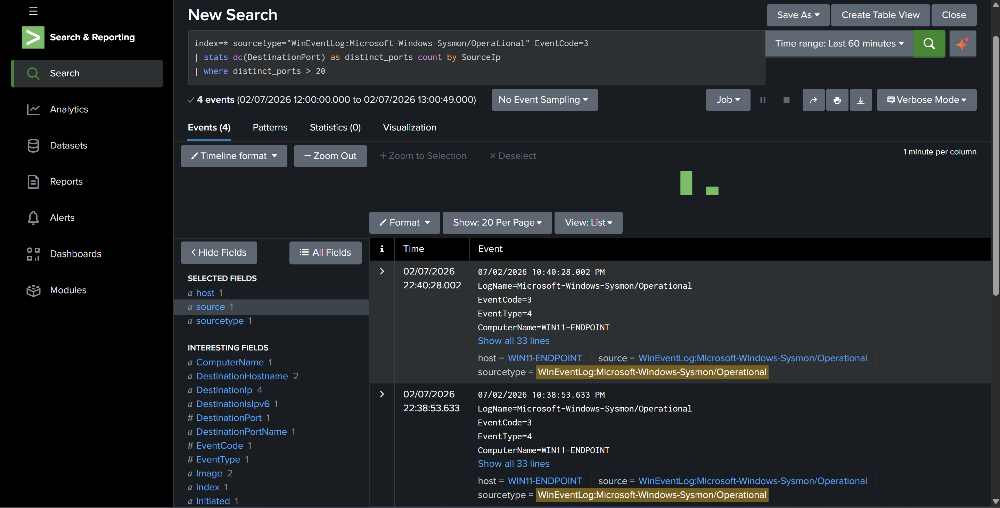 New Search
Save As
Create Table View
Close
Search & Reporting
index=* sourcetype="WinEventLog:Microsoft-Windows-Sysmon/Operational" EventCode=3
| stats dc(DestinationPort) as distinct_ports count by SourceIp
| where distinct_ports > 20
Time range: Last 60 minutes
Search
Analytics
Datasets
Reports
Alerts
Dashboards
Modules
4 events (02/07/2026 12:00:00.000 to 02/07/2026 13:00:49.000)
No Event Sampling
Job
Verbose Mode
Events (4)
Patterns
Statistics (0)
Visualization
Timeline format
— Zoom Out
+ Zoom to Selection
× Deselect
1 minute per column
Format
Show: 20 Per Page
View: List
< Hide Fields
All Fields
SELECTED FIELDS
a host 1
a source 1
a sourcetype 1
INTERESTING FIELDS
a ComputerName 1
a DestinationHostname 2
a DestinationIp 4
a DestinationIsIpv6 1
# DestinationPort 1
a DestinationPortName 1
# EventCode 1
# EventType 1
a Image 2
a index 1
a Initiated 1
i
Time
Event
02/07/2026
22:40:28.002
07/02/2026 10:40:28.002 PM
LogName=Microsoft-Windows-Sysmon/Operational
EventCode=3
EventType=4
ComputerName=WIN11-ENDPOINT
Show all 33 lines
host = WIN11-ENDPOINT source = WinEventLog:Microsoft-Windows-Sysmon/Operational
sourcetype = WinEventLog:Microsoft-Windows-Sysmon/Operational
02/07/2026
22:38:53.633
07/02/2026 10:38:53.633 PM
LogName=Microsoft-Windows-Sysmon/Operational
EventCode=3
EventType=4
ComputerName=WIN11-ENDPOINT
Show all 33 lines
host = WIN11-ENDPOINT source = WinEventLog:Microsoft-Windows-Sysmon/Operational
sourcetype = WinEventLog:Microsoft-Windows-Sysmon/Operational